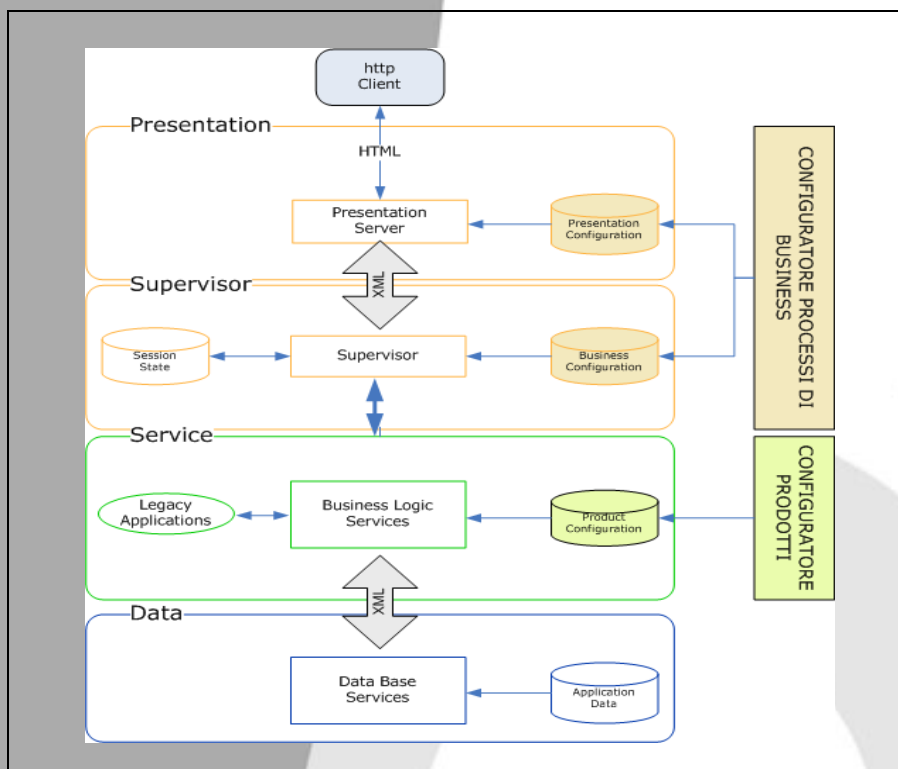 http
Client
Presentation
HTML
Presentation
Server
Presentation
Configuration
XML
Supervisor
Session
State
Supervisor
Business
Configuration
CONFIGURATORE PROCESSI DI
BUSINESS
Service
Legacy
Applications
Business Logic
Services
Product
Configuration
CONFIGURATORE
PRODOTTI
XML
Data
Data Base
Services
Application
Data